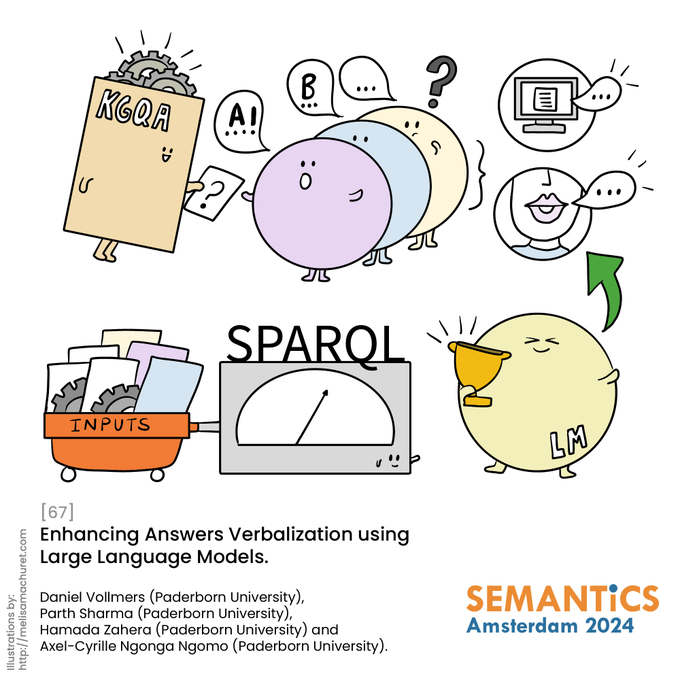 KGQA
?
AI
....
B
...
...
?
...
...
SPARQL
INPUTS
LM
[67]
Enhancing Answers Verbalization using
Large Language Models.
Daniel Vollmers (Paderborn University),
Parth Sharma (Paderborn University),
Hamada Zahera (Paderborn University) and
Axel-Cyrille Ngonga Ngomo (Paderborn University).
Illustrations by:
http://melisamachuret.com
SEMANTiCS
Amsterdam 2024